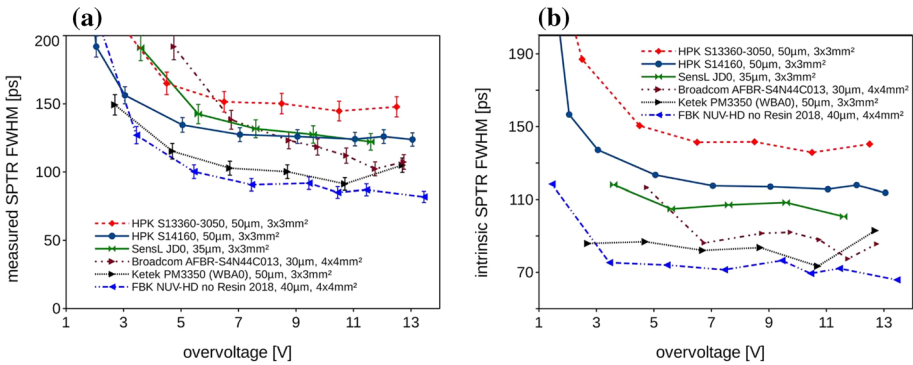 (a)
measured SPTR FWHM [ps]
200
150
100
50
0
HPK S13360-3050, 50µm, 3x3mm²
HPK S14160, 50µm, 3x3mm²
SensL JD0, 35µm, 3x3mm²
Broadcom AFBR-S4N44C013, 30µm, 4x4mm²
Ketek PM3350 (WBA0), 50µm, 3x3mm²
FBK NUV-HD no Resin 2018, 40µm, 4x4mm²
1 3 5 7 9 11 13
overvoltage [V]
(b)
intrinsic SPTR FWHM [ps]
190
150
110
70
HPK S13360-3050, 50µm, 3x3mm²
HPK S14160, 50µm, 3x3mm²
SensL JD0, 35µm, 3x3mm²
Broadcom AFBR-S4N44C013, 30µm, 4x4mm²
Ketek PM3350 (WBA0), 50µm, 3x3mm²
FBK NUV-HD no Resin 2018, 40µm, 4x4mm²
1 3 5 7 9 11 13
overvoltage [V]